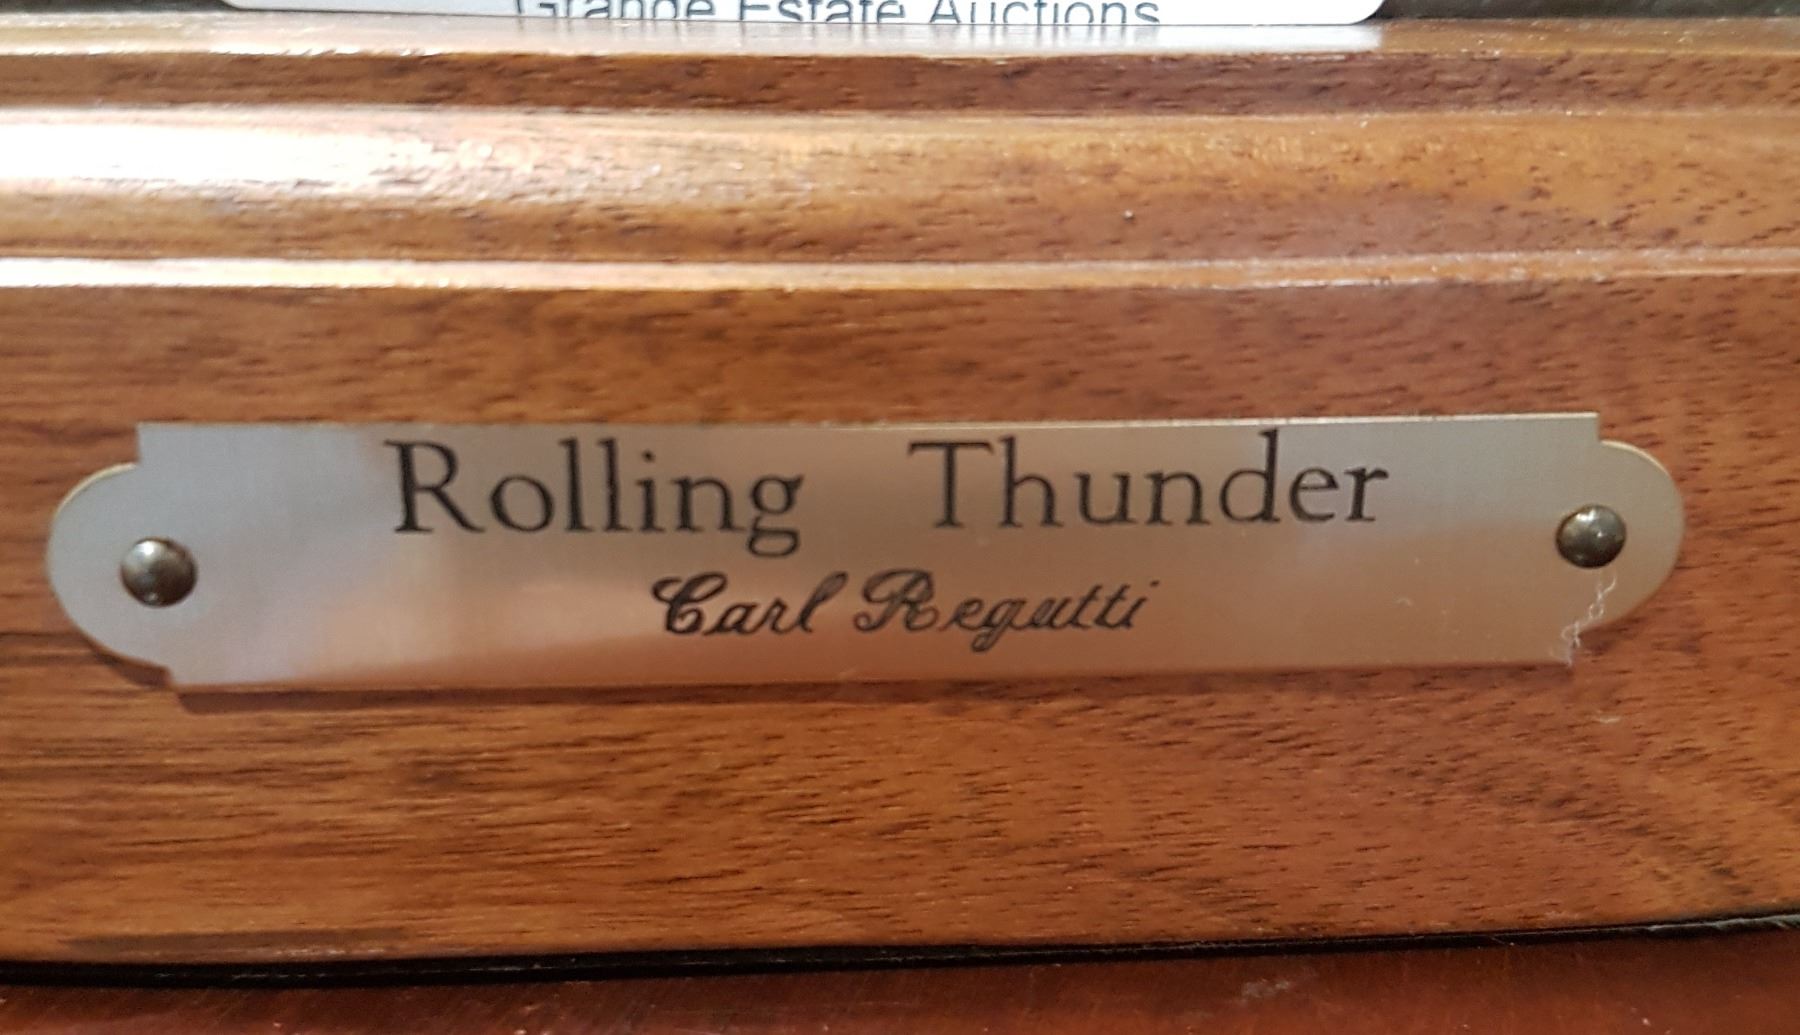 Grande Estate Auctions
Rolling Thunder
Carl Regutti